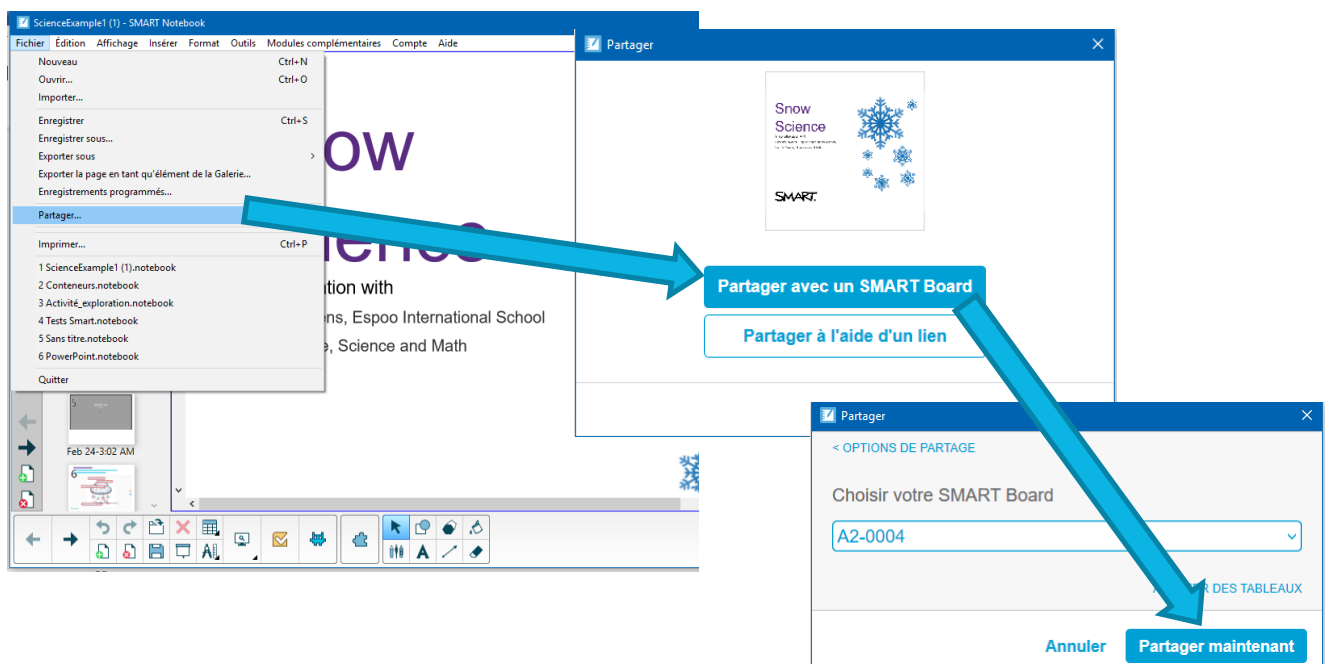 ScienceExample1 (1) - SMART Notebook
Fichier Édition Affichage Insérer Format Outils Modules complémentaires Compte Aide
Nouveau Ctrl+N
Ouvrir... Ctrl+O
Importer...
Enregistrer Ctrl+S
Enregistrer sous...
Exporter sous
Exporter la page en tant qu'élément de la Galerie...
Enregistrements programmés...
Partager...
Imprimer... Ctrl+P
1 ScienceExample1 (1).notebook
2 Conteneurs.notebook
3 Activité_exploration.notebook
4 Tests Smart.notebook
5 Sans titre.notebook
6 PowerPoint.notebook
Quitter
ow
ience
tion with
ens, Espoo International School
e, Science and Math
5
Feb 24-3:02 AM
6
Partager
Snow
Science
SMART
Partager avec un SMART Board
Partager à l'aide d'un lien
Partager
< OPTIONS DE PARTAGE
Choisir votre SMART Board
A2-0004
DES TABLEAUX
Annuler Partager maintenant